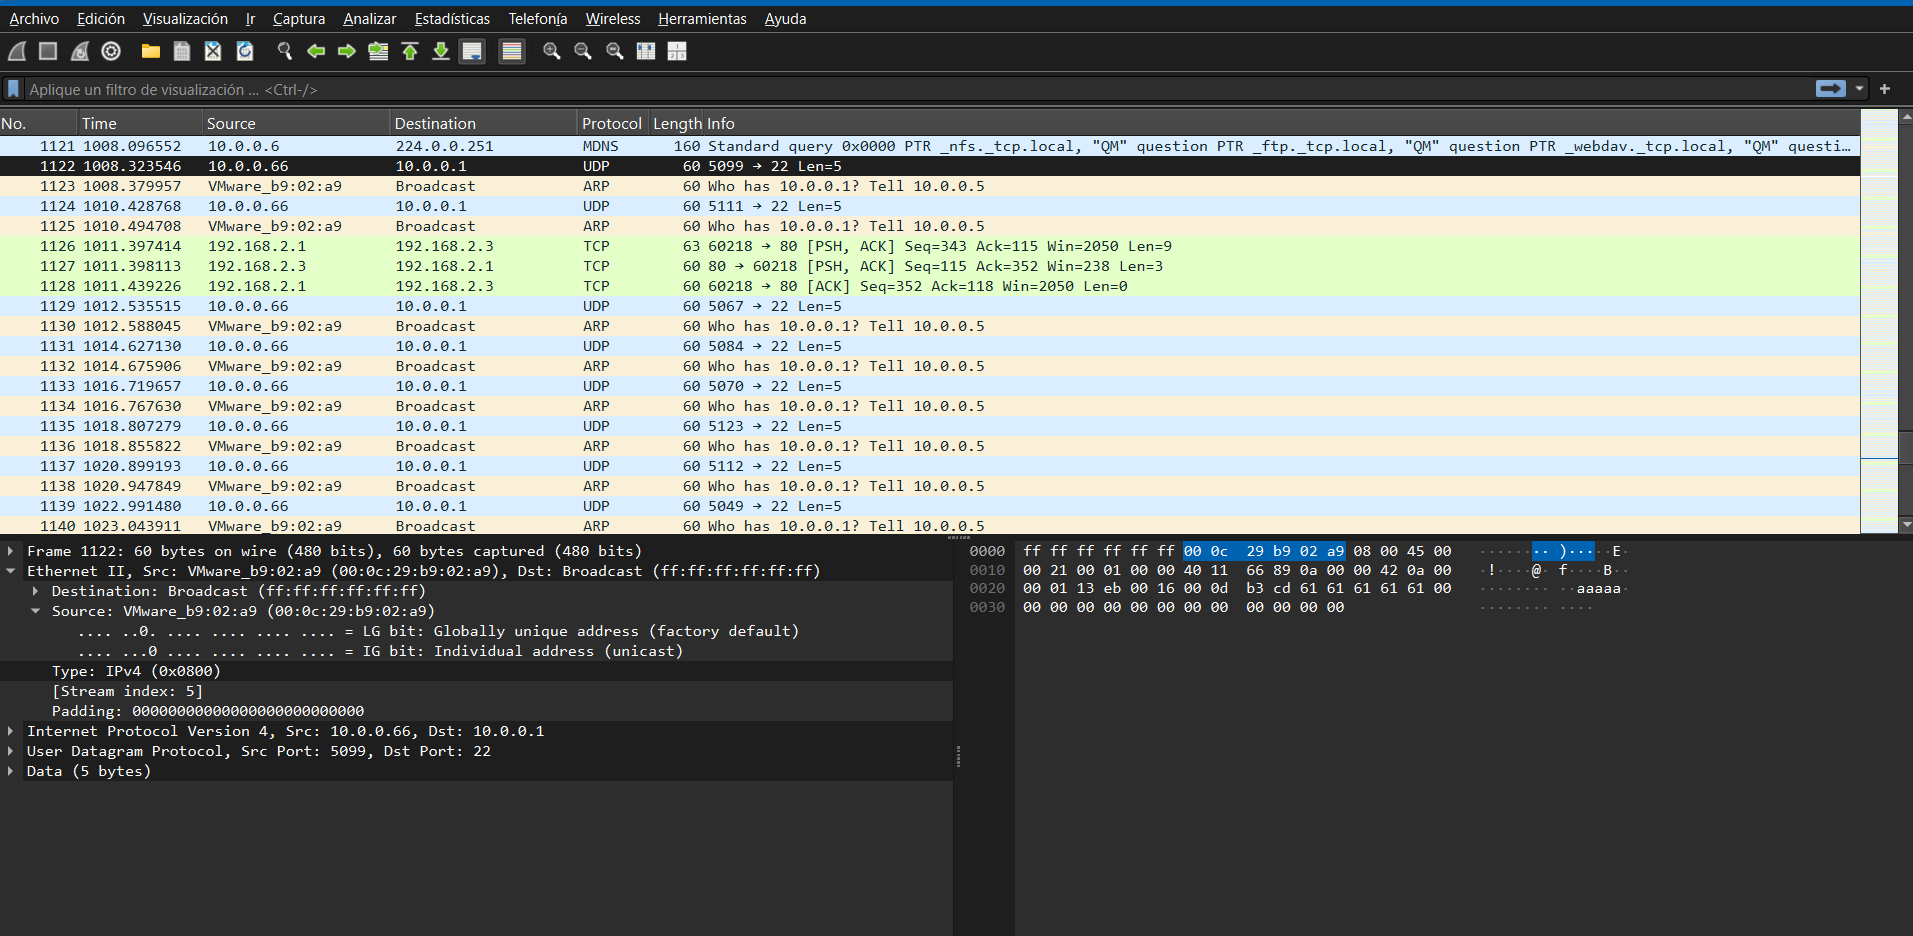 Archivo Edición Visualización Ir Captura Analizar Estadísticas Telefonía Wireless Herramientas Ayuda
Aplique un filtro de visualización ... <Ctrl-/>
No. Time Source Destination Protocol Length Info
1121 1008.096552 10.0.0.6 224.0.0.251 MDNS 160 Standard query 0x0000 PTR _nfs._tcp.local, "QM" question PTR _ftp._tcp.local, "QM" question PTR _webdav._tcp.local, "QM" questi…
1122 1008.323546 10.0.0.66 10.0.0.1 UDP 60 5099 → 22 Len=5
1123 1008.379957 VMware_b9:02:a9 Broadcast ARP 60 Who has 10.0.0.1? Tell 10.0.0.5
1124 1010.428768 10.0.0.66 10.0.0.1 UDP 60 5111 → 22 Len=5
1125 1010.494708 VMware_b9:02:a9 Broadcast ARP 60 Who has 10.0.0.1? Tell 10.0.0.5
1126 1011.397414 192.168.2.1 192.168.2.3 TCP 63 60218 → 80 [PSH, ACK] Seq=343 Ack=115 Win=2050 Len=9
1127 1011.398113 192.168.2.3 192.168.2.1 TCP 60 80 → 60218 [PSH, ACK] Seq=115 Ack=352 Win=238 Len=3
1128 1011.439226 192.168.2.1 192.168.2.3 TCP 60 60218 → 80 [ACK] Seq=352 Ack=118 Win=2050 Len=0
1129 1012.535515 10.0.0.66 10.0.0.1 UDP 60 5067 → 22 Len=5
1130 1012.588045 VMware_b9:02:a9 Broadcast ARP 60 Who has 10.0.0.1? Tell 10.0.0.5
1131 1014.627130 10.0.0.66 10.0.0.1 UDP 60 5084 → 22 Len=5
1132 1014.675906 VMware_b9:02:a9 Broadcast ARP 60 Who has 10.0.0.1? Tell 10.0.0.5
1133 1016.719657 10.0.0.66 10.0.0.1 UDP 60 5070 → 22 Len=5
1134 1016.767630 VMware_b9:02:a9 Broadcast ARP 60 Who has 10.0.0.1? Tell 10.0.0.5
1135 1018.807279 10.0.0.66 10.0.0.1 UDP 60 5123 → 22 Len=5
1136 1018.855822 VMware_b9:02:a9 Broadcast ARP 60 Who has 10.0.0.1? Tell 10.0.0.5
1137 1020.899193 10.0.0.66 10.0.0.1 UDP 60 5112 → 22 Len=5
1138 1020.947849 VMware_b9:02:a9 Broadcast ARP 60 Who has 10.0.0.1? Tell 10.0.0.5
1139 1022.991480 10.0.0.66 10.0.0.1 UDP 60 5049 → 22 Len=5
1140 1023.043911 VMware_b9:02:a9 Broadcast ARP 60 Who has 10.0.0.1? Tell 10.0.0.5
Frame 1122: 60 bytes on wire (480 bits), 60 bytes captured (480 bits)
Ethernet II, Src: VMware_b9:02:a9 (00:0c:29:b9:02:a9), Dst: Broadcast (ff:ff:ff:ff:ff:ff)
Destination: Broadcast (ff:ff:ff:ff:ff:ff)
Source: VMware_b9:02:a9 (00:0c:29:b9:02:a9)
.... ..0. .... .... .... .... = LG bit: Globally unique address (factory default)
.... ...0 .... .... .... .... = IG bit: Individual address (unicast)
Type: IPv4 (0x0800)
[Stream index: 5]
Padding: 00000000000000000000000000
Internet Protocol Version 4, Src: 10.0.0.66, Dst: 10.0.0.1
User Datagram Protocol, Src Port: 5099, Dst Port: 22
Data (5 bytes)
0000 ff ff ff ff ff ff 00 0c 29 b9 02 a9 08 00 45 00 ········ )·····E·
0010 00 21 00 01 00 00 40 11 66 89 0a 00 00 42 0a 00 ·!····@· f····B··
0020 00 01 13 eb 00 16 00 0d b3 cd 61 61 61 61 61 00 ········ ··aaaaa·
0030 00 00 00 00 00 00 00 00 00 00 00 00 ········ ····